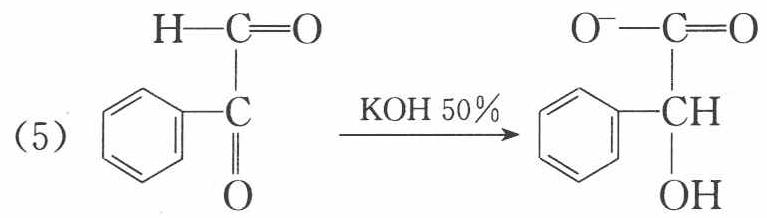 H—C=O
O⁻—C=O
(5)
C
KOH 50%
CH
O
OH